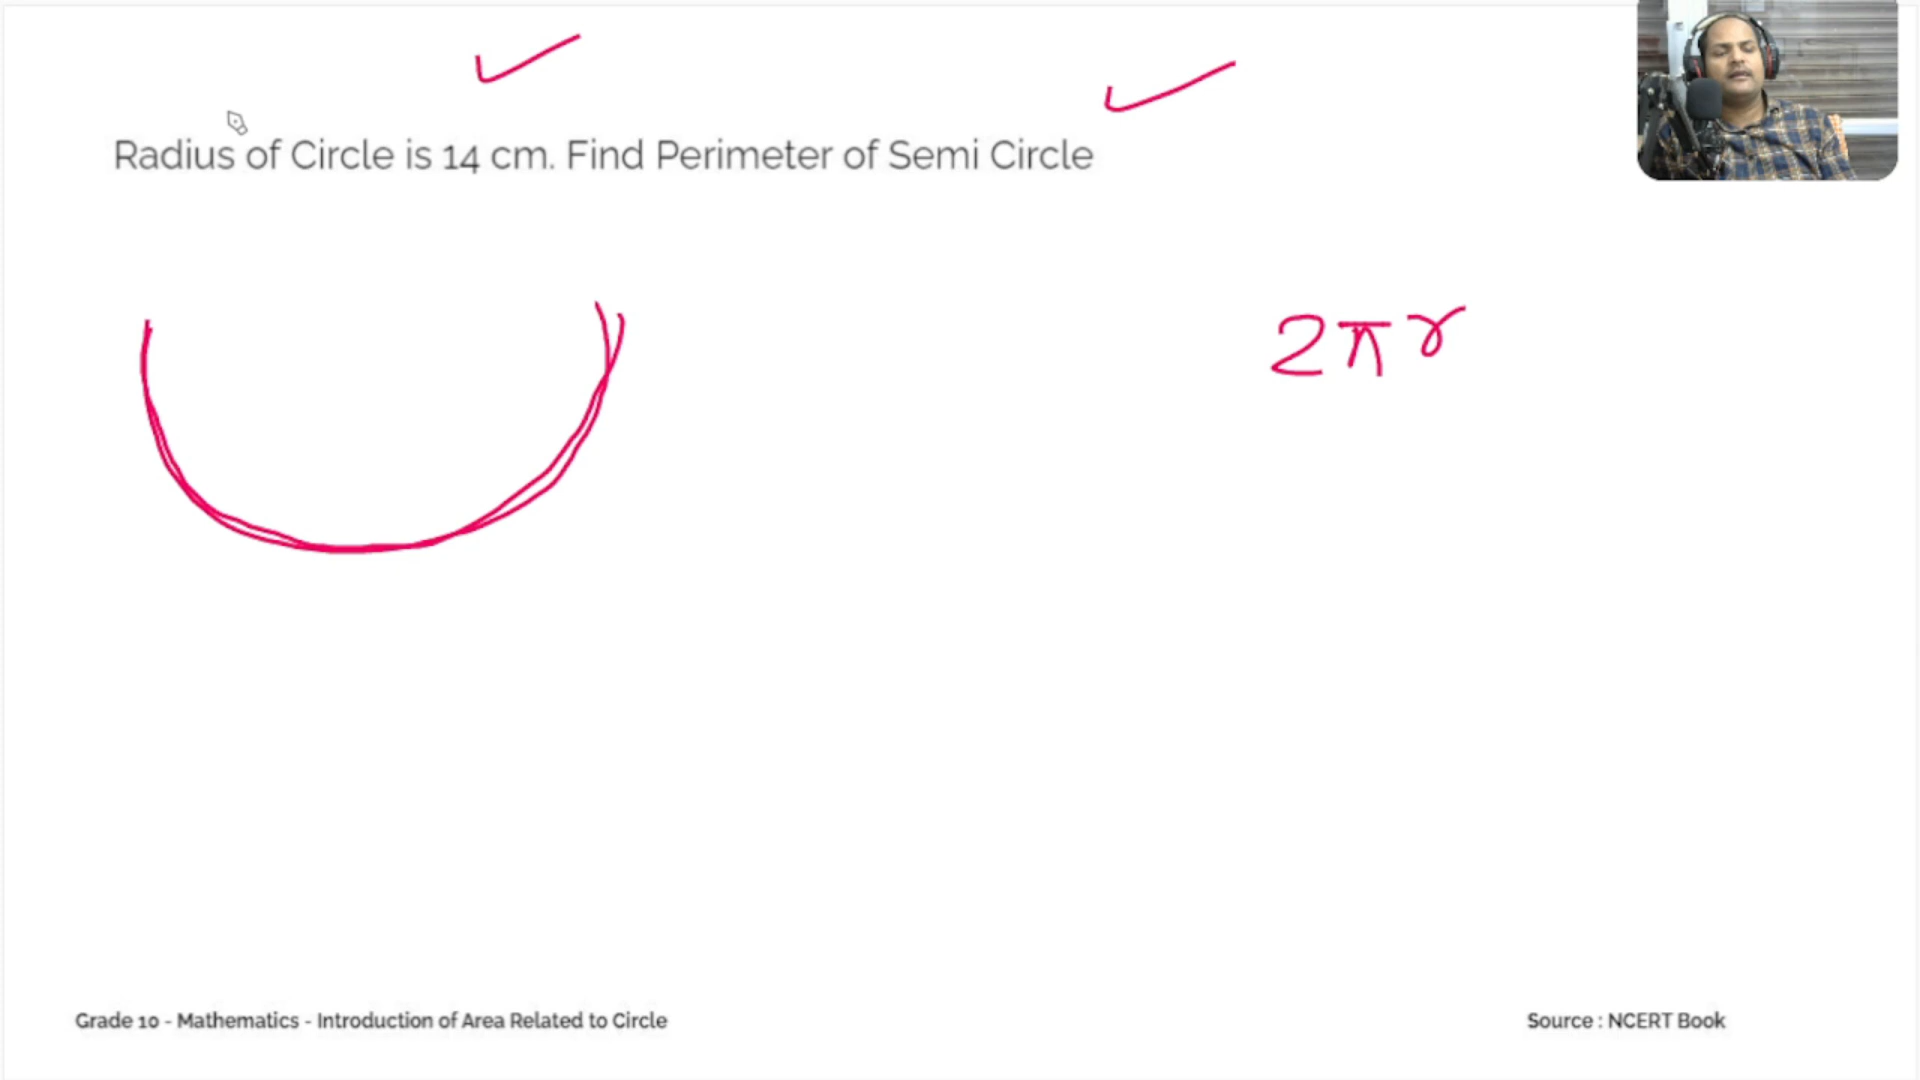 Radius of Circle is 14 cm. Find Perimeter of Semi Circle
2πr
Grade 10 - Mathematics - Introduction of Area Related to Circle
Source : NCERT Book